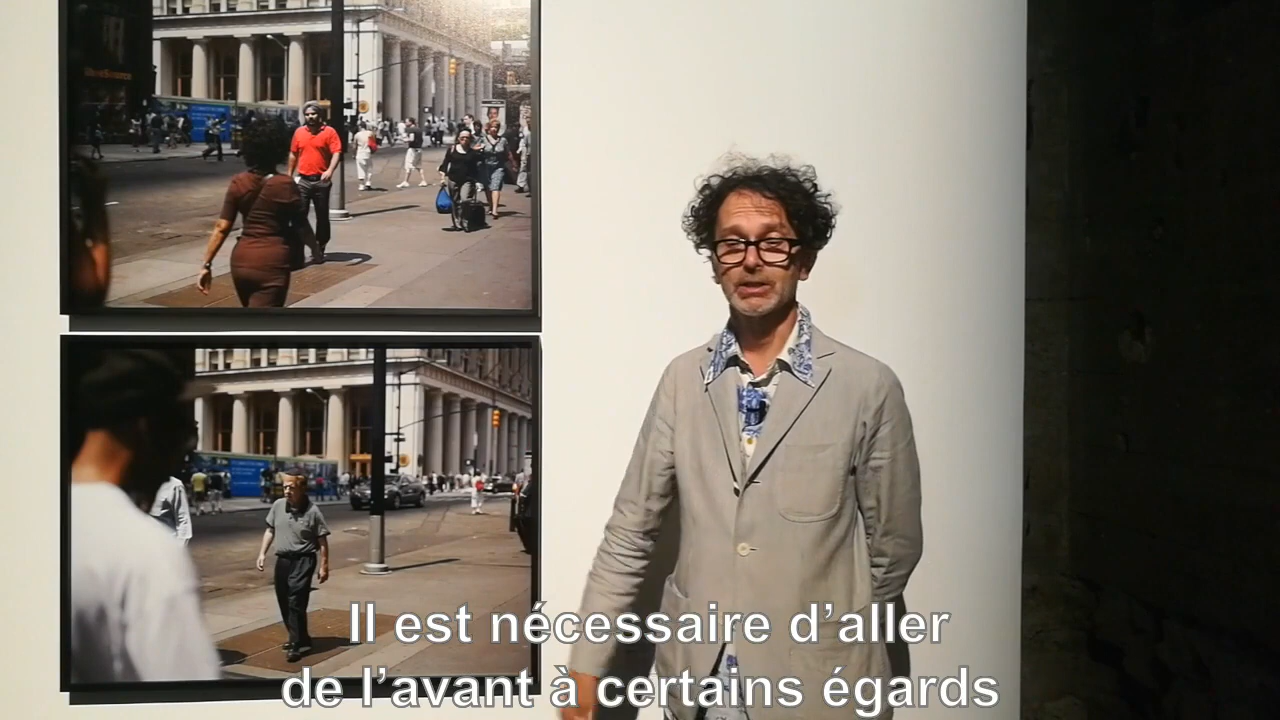 Il est nécessaire d’aller
de l’avant à certains égards